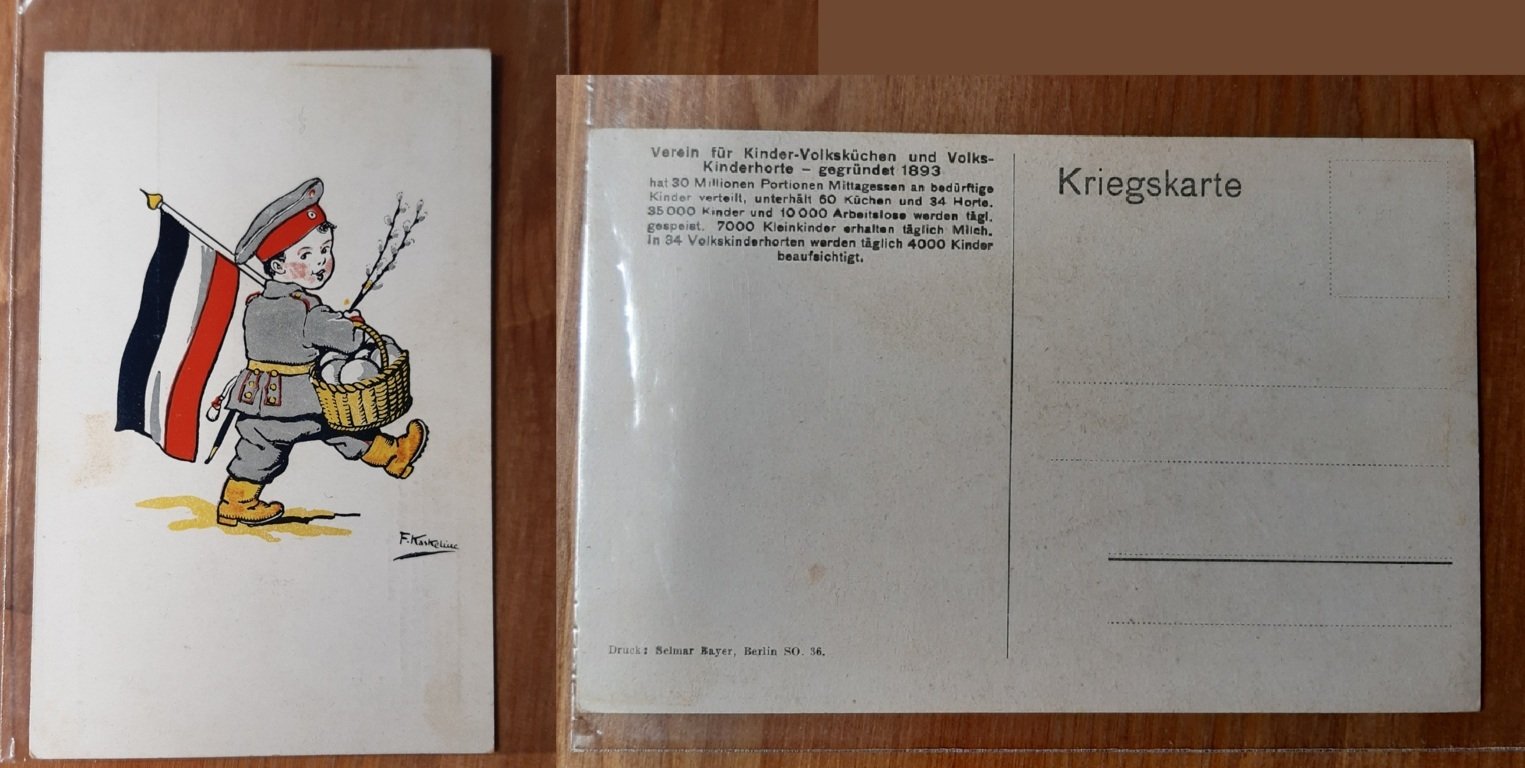 F. Kaskeline
Verein für Kinder-Volksküchen und Volks-
Kinderhorte – gegründet 1893
hat 30 Millionen Portionen Mittagessen an bedürftige
Kinder verteilt, unterhält 60 Küchen und 34 Horte.
35000 Kinder und 10000 Arbeitslose werden tägl.
gespeist. 7000 Kleinkinder erhalten täglich Milch.
In 34 Volkskinderhorten werden täglich 4000 Kinder
beaufsichtigt.
Kriegskarte
Druck: Selmar Bayer, Berlin SO. 36.